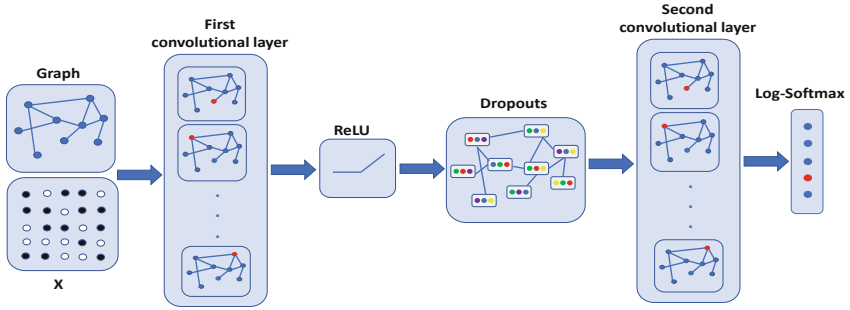 Graph
X
First
convolutional layer
ReLU
Dropouts
Second
convolutional layer
Log-Softmax